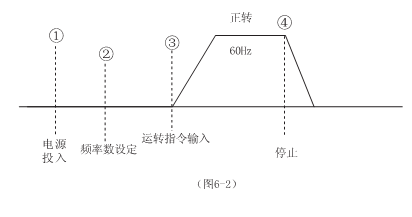 正转
①
②
③
④
60Hz
电源
投入
频率数设定
运转指令输入
停止
（图6-2）